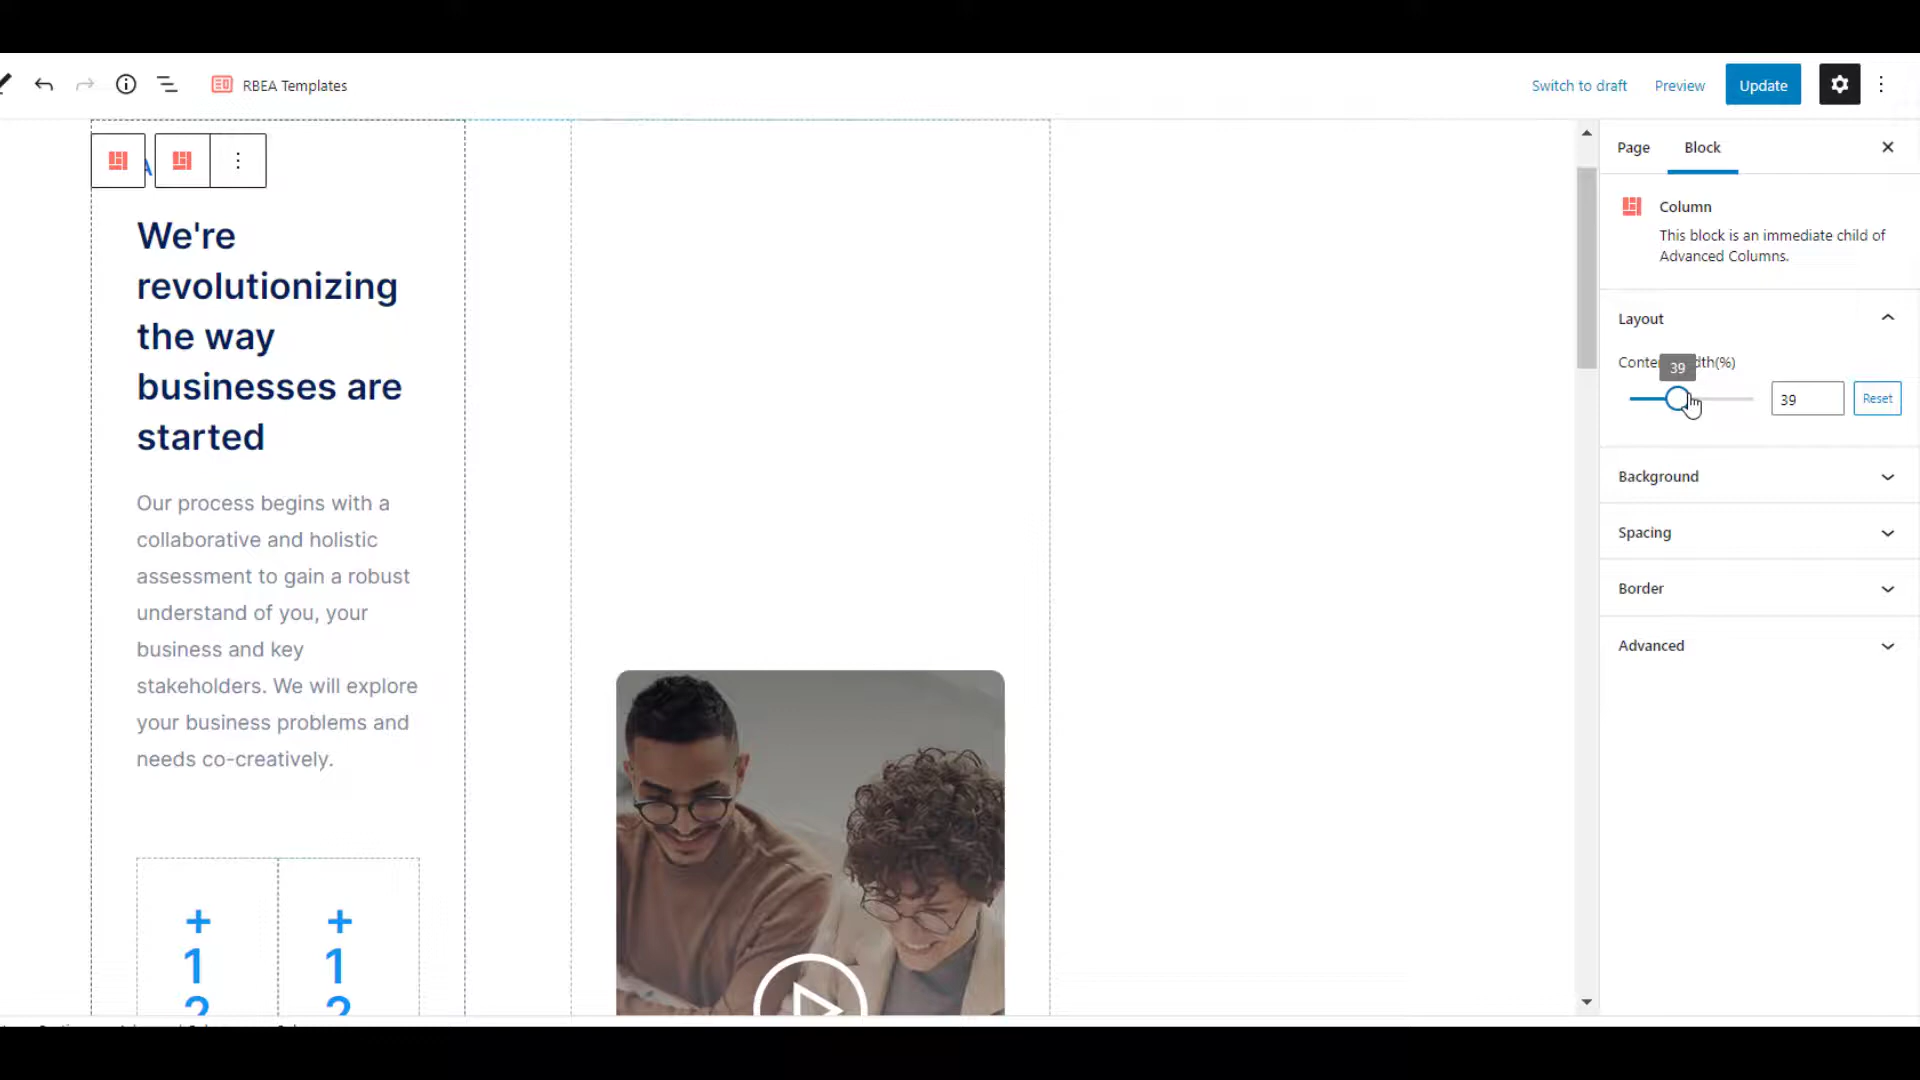 RBEA Templates
Switch to draft
Preview
Update
Page
Block
Column
This block is an immediate child of
Advanced Columns.
Layout
39
39
Reset
Background
Spacing
Border
Advanced
We're
revolutionizing
the way
businesses are
started
Our process begins with a
collaborative and holistic
assessment to gain a robust
understand of you, your
business and key
stakeholders. We will explore
your business problems and
needs co-creatively.
+ +
1 1
2 2